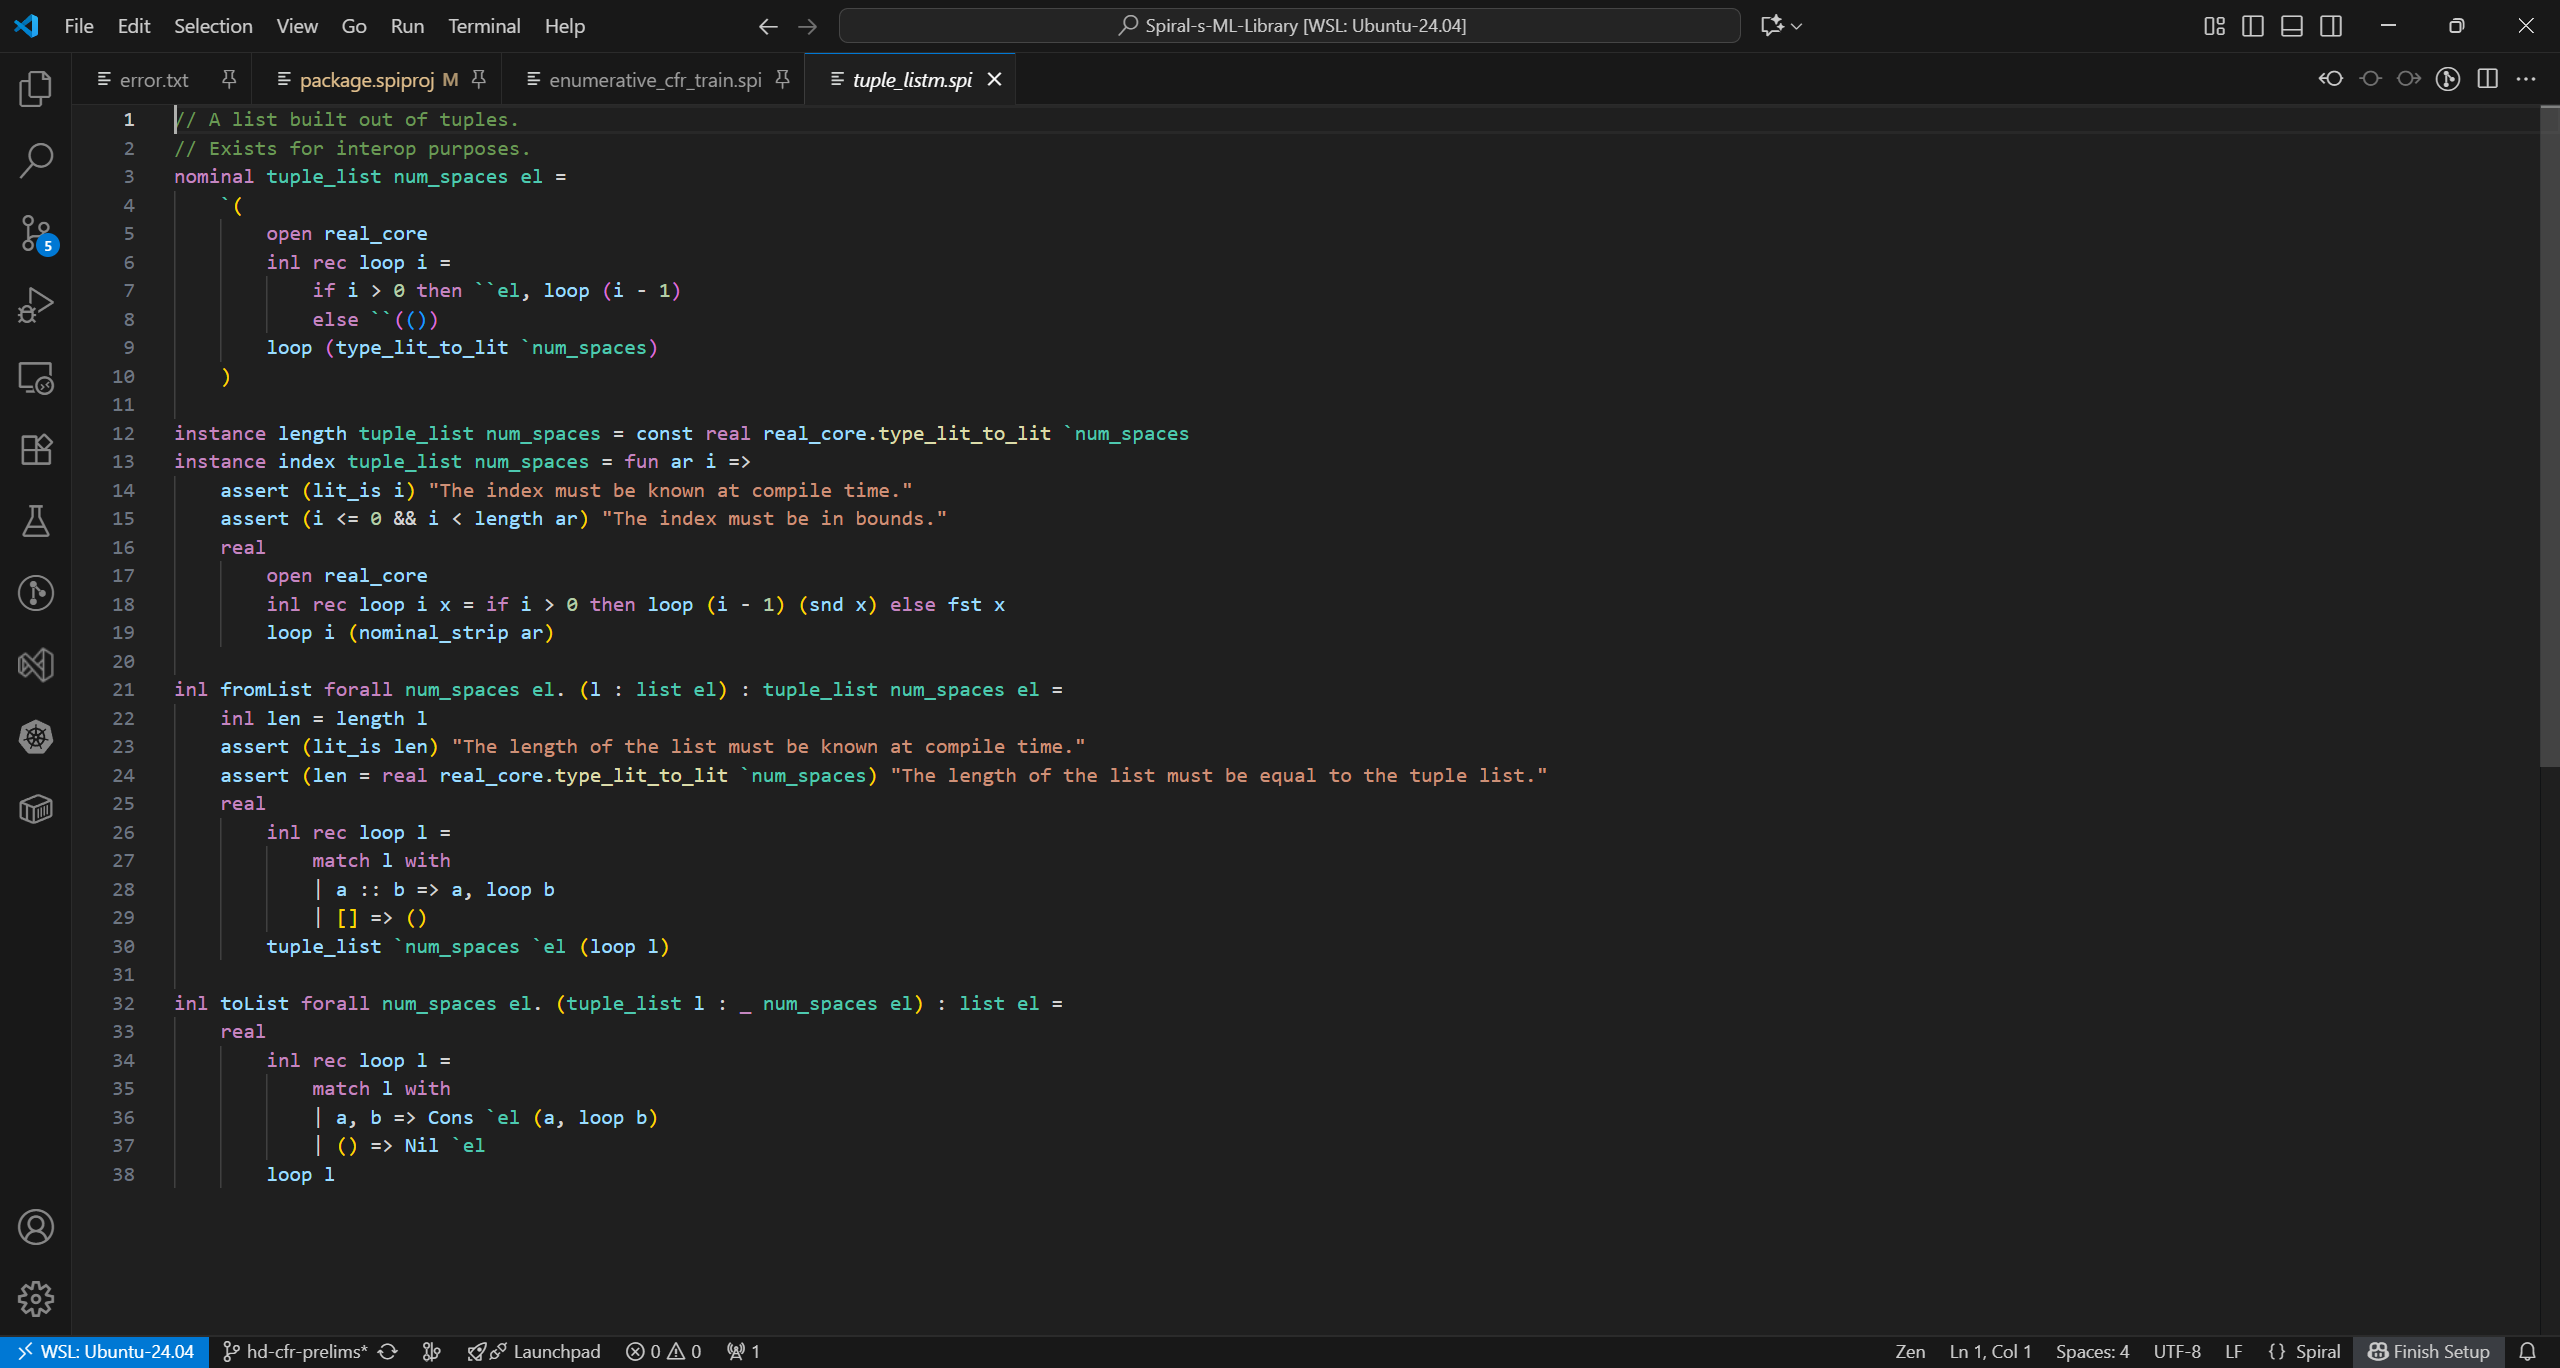 File Edit Selection View Go Run Terminal Help Spiral-s-ML-Library [WSL: Ubuntu-24.04]
error.txt package.spiproj M enumerative_cfr_train.spi tuple_listm.spi
5
1 // A list built out of tuples.
2 // Exists for interop purposes.
3 nominal tuple_list num_spaces el =
4     `(
5         open real_core
6         inl rec loop i =
7             if i > 0 then ``el, loop (i - 1)
8             else ``(())
9         loop (type_lit_to_lit `num_spaces)
10     )
11
12 instance length tuple_list num_spaces = const real real_core.type_lit_to_lit `num_spaces
13 instance index tuple_list num_spaces = fun ar i =>
14     assert (lit_is i) "The index must be known at compile time."
15     assert (i <= 0 && i < length ar) "The index must be in bounds."
16     real
17         open real_core
18         inl rec loop i x = if i > 0 then loop (i - 1) (snd x) else fst x
19         loop i (nominal_strip ar)
20
21 inl fromList forall num_spaces el. (l : list el) : tuple_list num_spaces el =
22     inl len = length l
23     assert (lit_is len) "The length of the list must be known at compile time."
24     assert (len = real real_core.type_lit_to_lit `num_spaces) "The length of the list must be equal to the tuple list."
25     real
26         inl rec loop l =
27             match l with
28             | a :: b => a, loop b
29             | [] => ()
30         tuple_list `num_spaces `el (loop l)
31
32 inl toList forall num_spaces el. (tuple_list l : _ num_spaces el) : list el =
33     real
34         inl rec loop l =
35             match l with
36             | a, b => Cons `el (a, loop b)
37             | () => Nil `el
38         loop l
WSL: Ubuntu-24.04 hd-cfr-prelims* Launchpad 0 0 1 Zen Ln 1, Col 1 Spaces: 4 UTF-8 LF {} Spiral Finish Setup